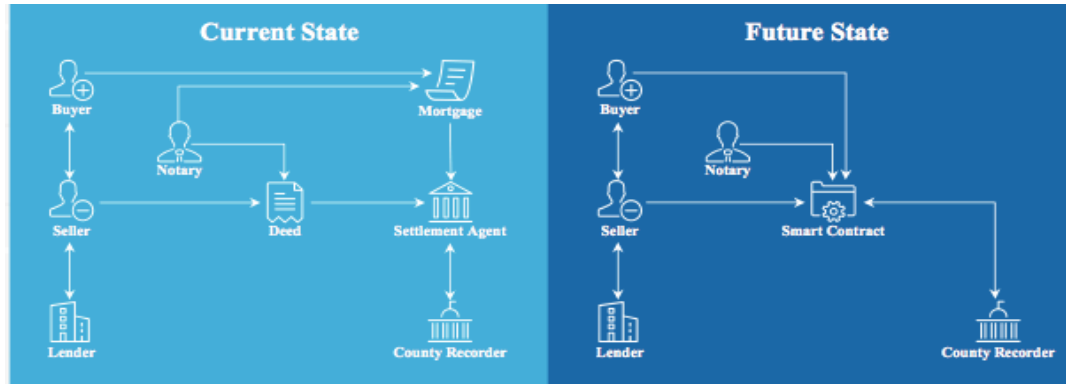 Current State
Buyer
Mortgage
Notary
Seller
Deed
Settlement Agent
Lender
County Recorder
Future State
Buyer
Notary
Seller
Smart Contract
Lender
County Recorder